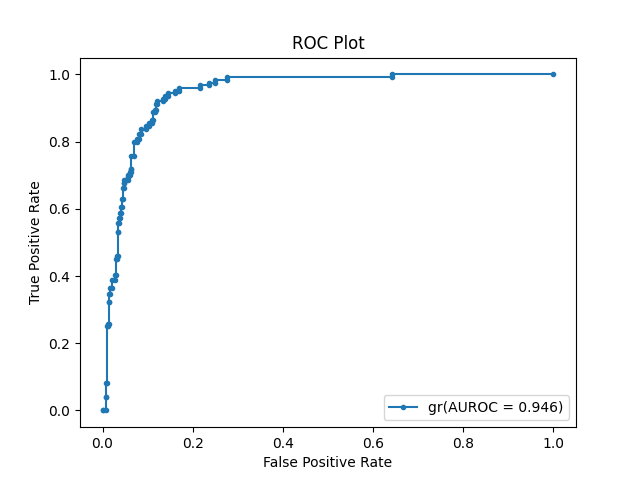 ROC Plot
True Positive Rate
1.0
0.8
0.6
0.4
0.2
0.0
gr(AUROC = 0.946)
0.0 0.2 0.4 0.6 0.8 1.0
False Positive Rate